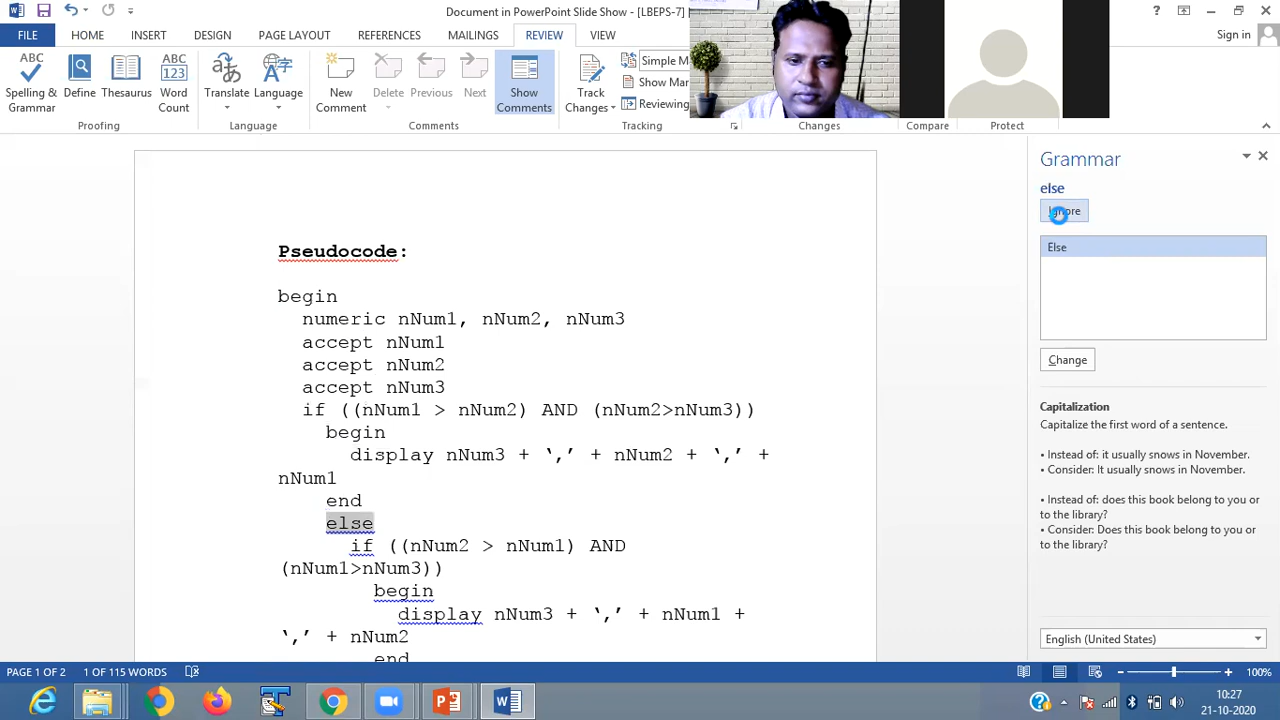 Document in PowerPoint Slide Show - [LBEPS-7]
?
FILE HOME INSERT DESIGN PAGE LAYOUT REFERENCES MAILINGS REVIEW VIEW Sign in
ABC Spelling & Grammar
Define
Thesaurus
ABC 123 Word Count
Translate
Language
New Comment
Delete
Previous
Next
Show Comments
Track Changes
Simple M
Show Mar
Reviewing
Proofing Language Comments Tracking Changes Compare Protect
Pseudocode:
begin
numeric nNum1, nNum2, nNum3
accept nNum1
accept nNum2
accept nNum3
if ((nNum1 > nNum2) AND (nNum2>nNum3))
begin
display nNum3 + ‘,’ + nNum2 + ‘,’ +
nNum1
end
else
if ((nNum2 > nNum1) AND
(nNum1>nNum3))
begin
display nNum3 + ‘,’ + nNum1 +
‘,’ + nNum2
end
Grammar
else
Ignore
Else
Change
Capitalization
Capitalize the first word of a sentence.
• Instead of: it usually snows in November.
• Consider: It usually snows in November.
• Instead of: does this book belong to you or
to the library?
• Consider: Does this book belong to you or
to the library?
English (United States)
PAGE 1 OF 2 1 OF 115 WORDS 100%
10:27
21-10-2020